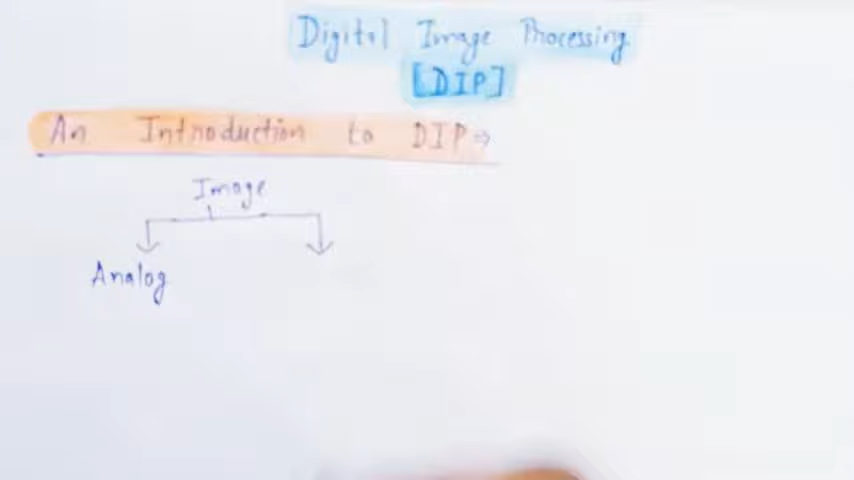 Digital Image Processing
[DIP]
An Introduction to DIP⇒
Image
Analog